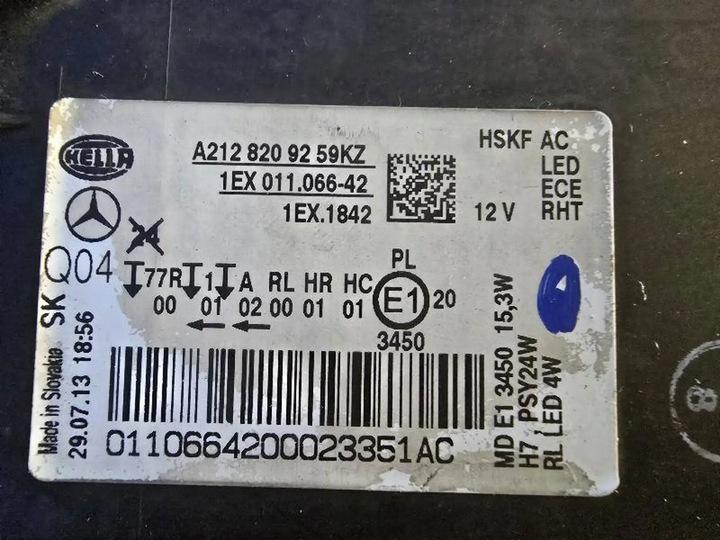 HELLA
A212 820 92 59KZ
1EX 011.066-42
1EX.1842
12 V
HSKF AC
LED
ECE
RHT
SK Q04
24
77R 1 A RL HR HC
00 01 02 00 01 01
PL
E1 20
3450
Made in Slovakia
29.07.13 18:56
0110664200023351AC
MD E1 3450 15,3W
H7, PSY24W
RL LED 4W
8